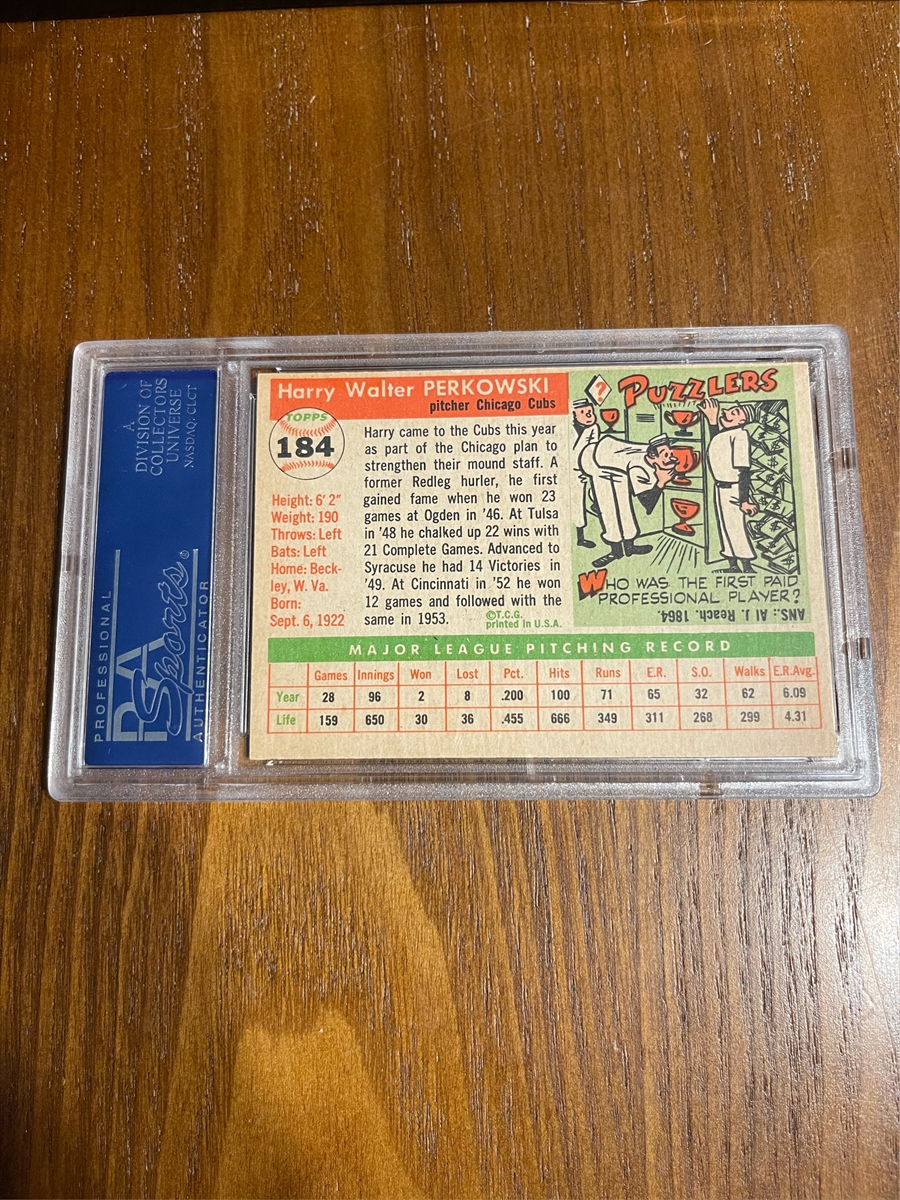 A
DIVISION OF
COLLECTORS
UNIVERSE
NASDAQ: CLCT
PROFESSIONAL
PSA
Sports®
AUTHENTICATOR
Harry Walter PERKOWSKI
pitcher Chicago Cubs
TOPPS
184
Height: 6' 2"
Weight: 190
Throws: Left
Bats: Left
Home: Beck-
ley, W. Va.
Born:
Sept. 6, 1922
Harry came to the Cubs this year
as part of the Chicago plan to
strengthen their mound staff. A
former Redleg hurler, he first
gained fame when he won 23
games at Ogden in '46. At Tulsa
in '48 he chalked up 22 wins with
21 Complete Games. Advanced to
Syracuse he had 14 Victories in
'49. At Cincinnati in '52 he won
12 games and followed with the
same in 1953.
©T.C.G.
printed in U.S.A.
? PUZZLERS
WHO WAS THE FIRST PAID
PROFESSIONAL PLAYER?
ANS.: Al J. Reach. 1864.
MAJOR LEAGUE PITCHING RECORD
Games Innings Won Lost Pct. Hits Runs E.R. S.O. Walks E.R.Avg.
Year 28 96 2 8 .200 100 71 65 32 62 6.09
Life 159 650 30 36 .455 666 349 311 268 299 4.31